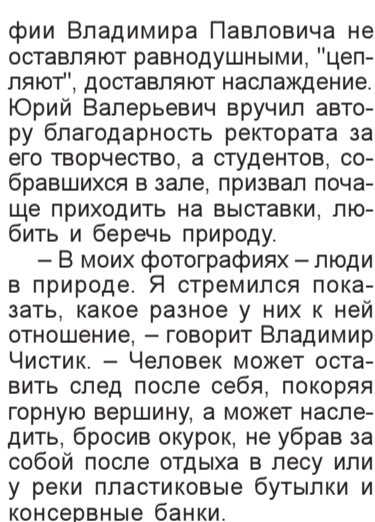 фии Владимира Павловича не
оставляют равнодушными, "цеп-
ляют", доставляют наслаждение.
Юрий Валерьевич вручил авто-
ру благодарность ректората за
его творчество, а студентов, со-
бравшихся в зале, призвал поча-
ще приходить на выставки, лю-
бить и беречь природу.
– В моих фотографиях – люди
в природе. Я стремился пока-
зать, какое разное у них к ней
отношение, – говорит Владимир
Чистик. – Человек может оста-
вить след после себя, покоряя
горную вершину, а может насле-
дить, бросив окурок, не убрав за
собой после отдыха в лесу или
у реки пластиковые бутылки и
консервные банки.